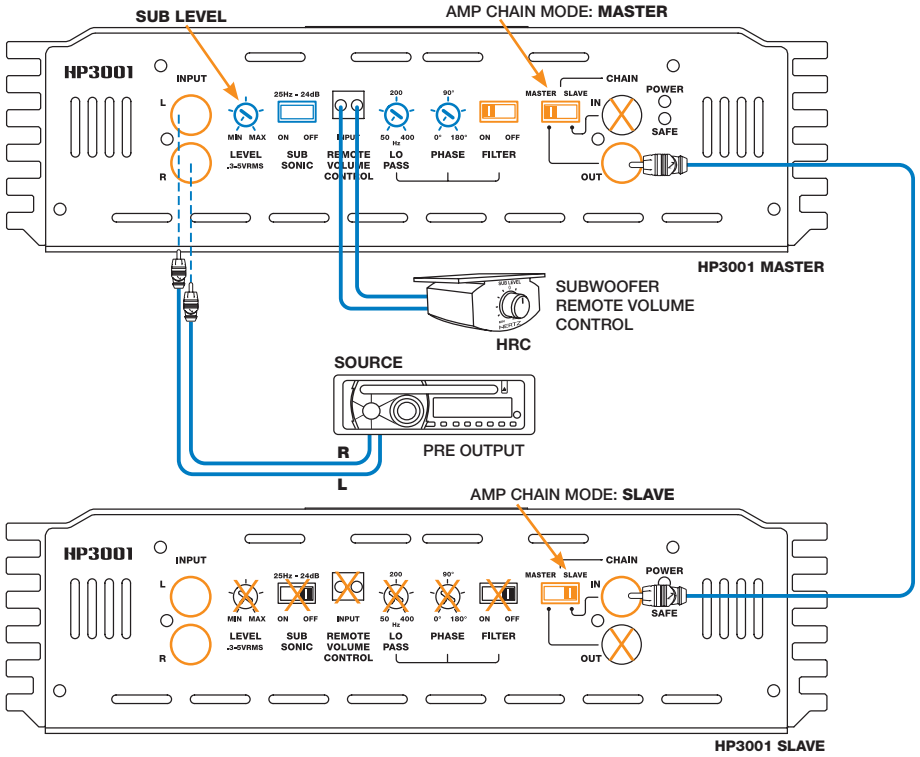 SUB LEVEL
AMP CHAIN MODE: MASTER
HP3001
INPUT
L
R
MIN MAX
LEVEL
.3-5VRMS
25Hz - 24dB
ON OFF
SUB
SONIC
INPUT
REMOTE
VOLUME
CONTROL
200
50 400
Hz
LO
PASS
90°
0° 180°
PHASE
ON OFF
FILTER
MASTER SLAVE
CHAIN
IN
OUT
POWER
SAFE
HP3001 MASTER
SUB LEVEL
0
HERTZ
SUBWOOFER
REMOTE VOLUME
CONTROL
HRC
SOURCE
PRE OUTPUT
R
L
AMP CHAIN MODE: SLAVE
HP3001
INPUT
L
R
MIN MAX
LEVEL
.3-5VRMS
25Hz - 24dB
ON OFF
SUB
SONIC
INPUT
REMOTE
VOLUME
CONTROL
200
50 400
Hz
LO
PASS
90°
0° 180°
PHASE
ON OFF
FILTER
MASTER SLAVE
CHAIN
IN
OUT
POWER
SAFE
HP3001 SLAVE